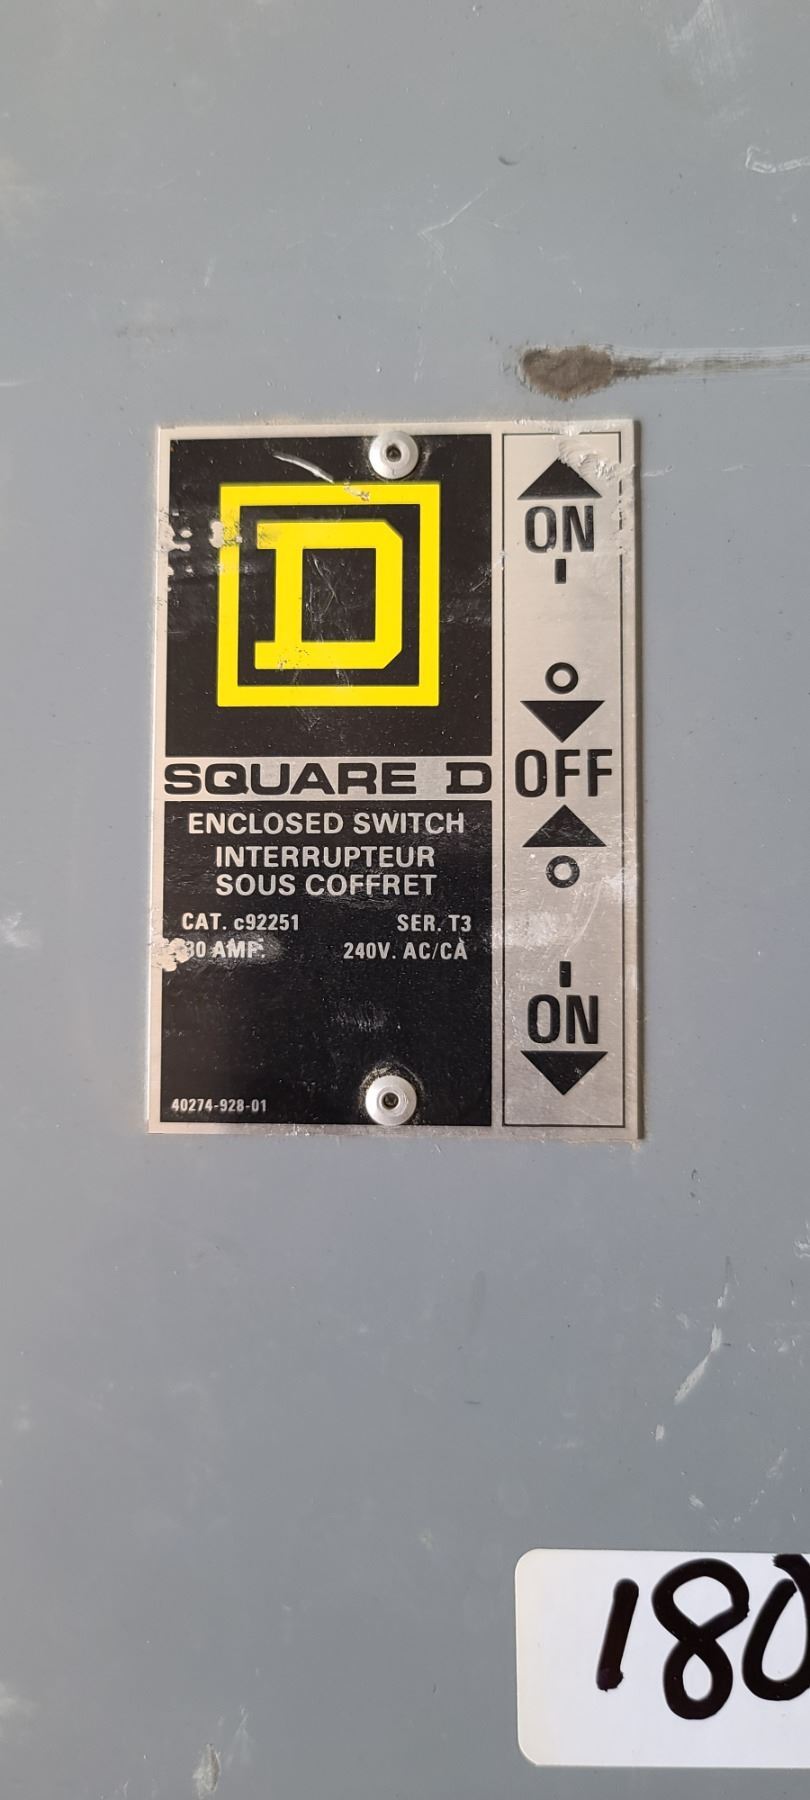 D
SQUARE D
ENCLOSED SWITCH
INTERRUPTEUR
SOUS COFFRET
CAT. c92251 SER. T3
30 AMP. 240V. AC/CA
40274-928-01
ON
OFF
ON
180